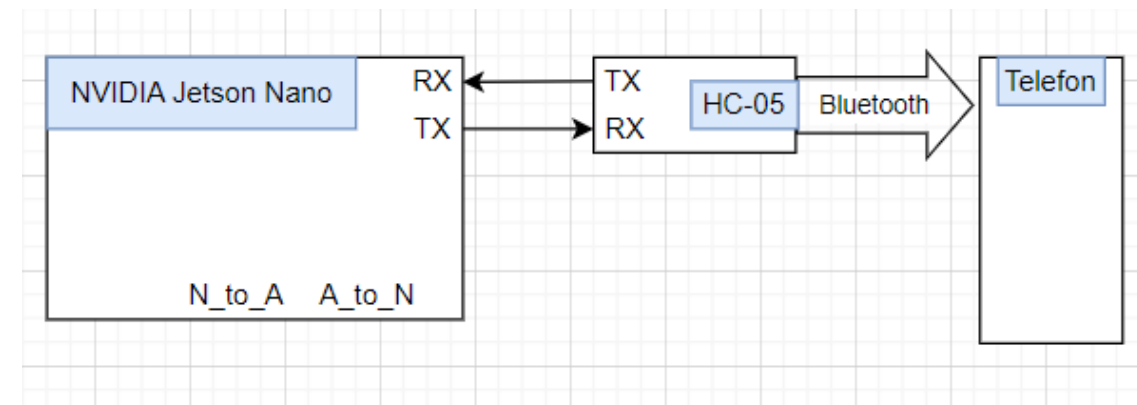 NVIDIA Jetson Nano
RX
TX
TX
RX
HC-05
Bluetooth
Telefon
N_to_A
A_to_N